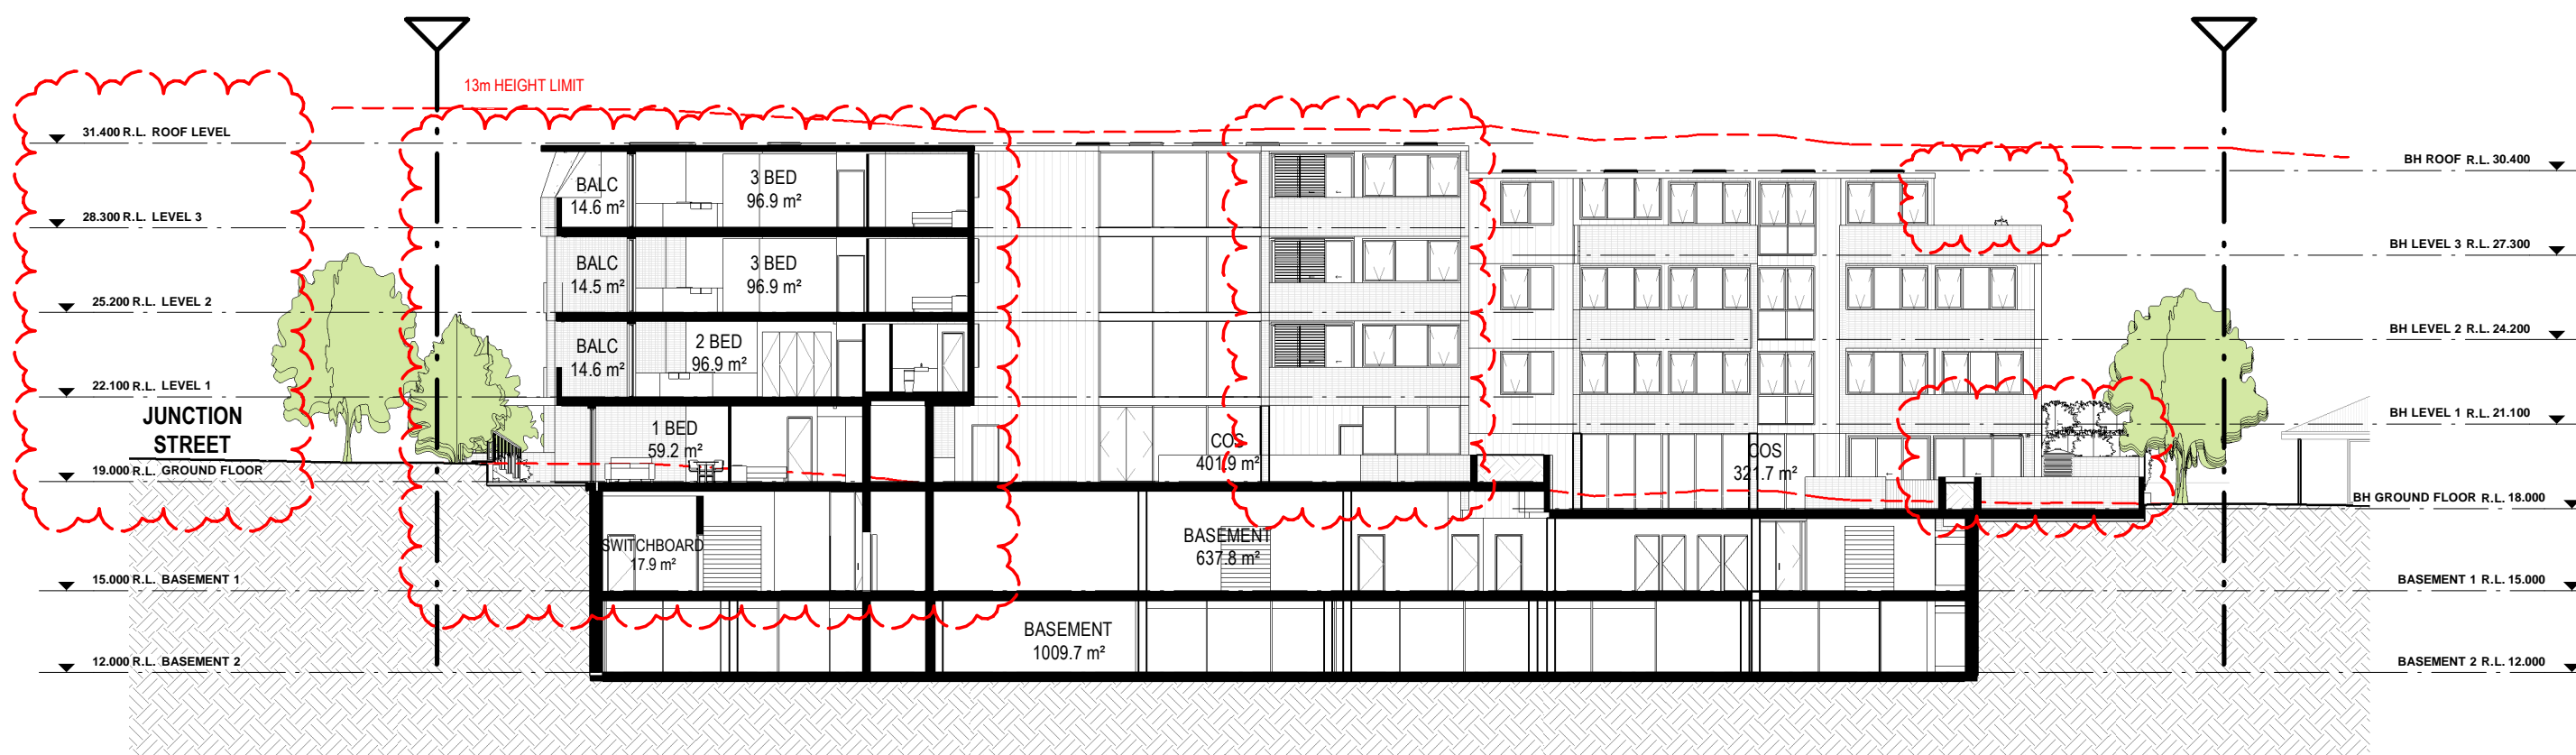 13m HEIGHT LIMIT
31.400 R.L. ROOF LEVEL
28.300 R.L. LEVEL 3
25.200 R.L. LEVEL 2
22.100 R.L. LEVEL 1
JUNCTION
STREET
19.000 R.L. GROUND FLOOR
15.000 R.L. BASEMENT 1
12.000 R.L. BASEMENT 2
BALC
14.6 m²
3 BED
96.9 m²
BALC
14.5 m²
3 BED
96.9 m²
BALC
14.6 m²
2 BED
96.9 m²
1 BED
59.2 m²
COS
401.9 m²
COS
321.7 m²
SWITCHBOARD
17.9 m²
BASEMENT
637.8 m²
BASEMENT
1009.7 m²
BH ROOF R.L. 30.400
BH LEVEL 3 R.L. 27.300
BH LEVEL 2 R.L. 24.200
BH LEVEL 1 R.L. 21.100
BH GROUND FLOOR R.L. 18.000
BASEMENT 1 R.L. 15.000
BASEMENT 2 R.L. 12.000